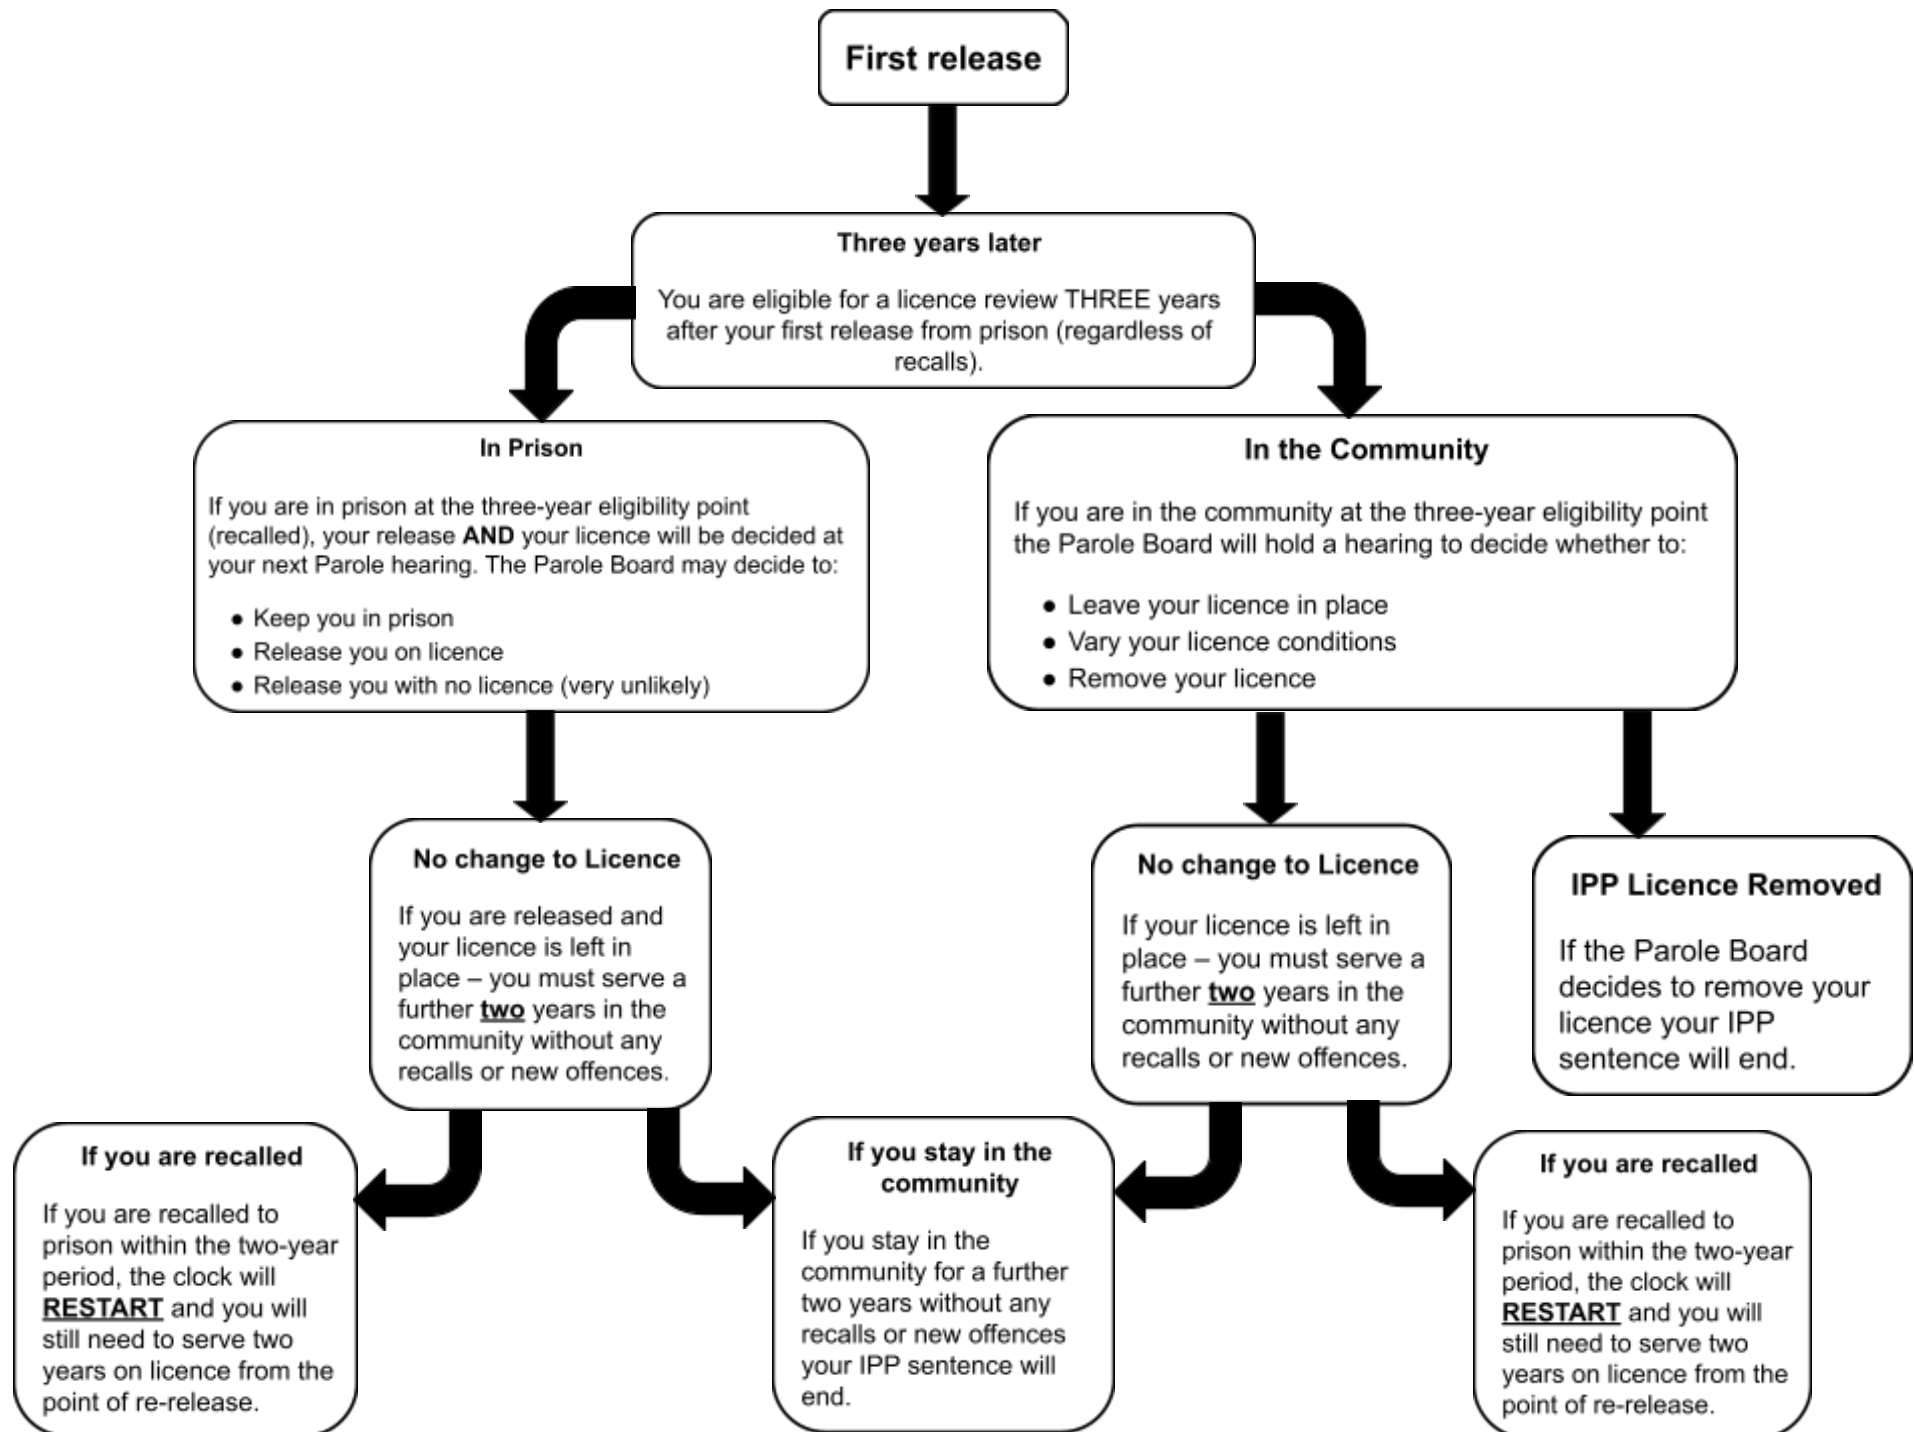 First release
Three years later
You are eligible for a licence review THREE years
after your first release from prison (regardless of
recalls).
In Prison
If you are in prison at the three-year eligibility point
(recalled), your release AND your licence will be decided at
your next Parole hearing. The Parole Board may decide to:
● Keep you in prison
● Release you on licence
● Release you with no licence (very unlikely)
In the Community
If you are in the community at the three-year eligibility point
the Parole Board will hold a hearing to decide whether to:
● Leave your licence in place
● Vary your licence conditions
● Remove your licence
No change to Licence
If you are released and
your licence is left in
place – you must serve a
further two years in the
community without any
recalls or new offences.
No change to Licence
If your licence is left in
place – you must serve a
further two years in the
community without any
recalls or new offences.
IPP Licence Removed
If the Parole Board
decides to remove your
licence your IPP
sentence will end.
If you are recalled
If you are recalled to
prison within the two-year
period, the clock will
RESTART and you will
still need to serve two
years on licence from the
point of re-release.
If you stay in the
community
If you stay in the
community for a further
two years without any
recalls or new offences
your IPP sentence will
end.
If you are recalled
If you are recalled to
prison within the two-year
period, the clock will
RESTART and you will
still need to serve two
years on licence from the
point of re-release.